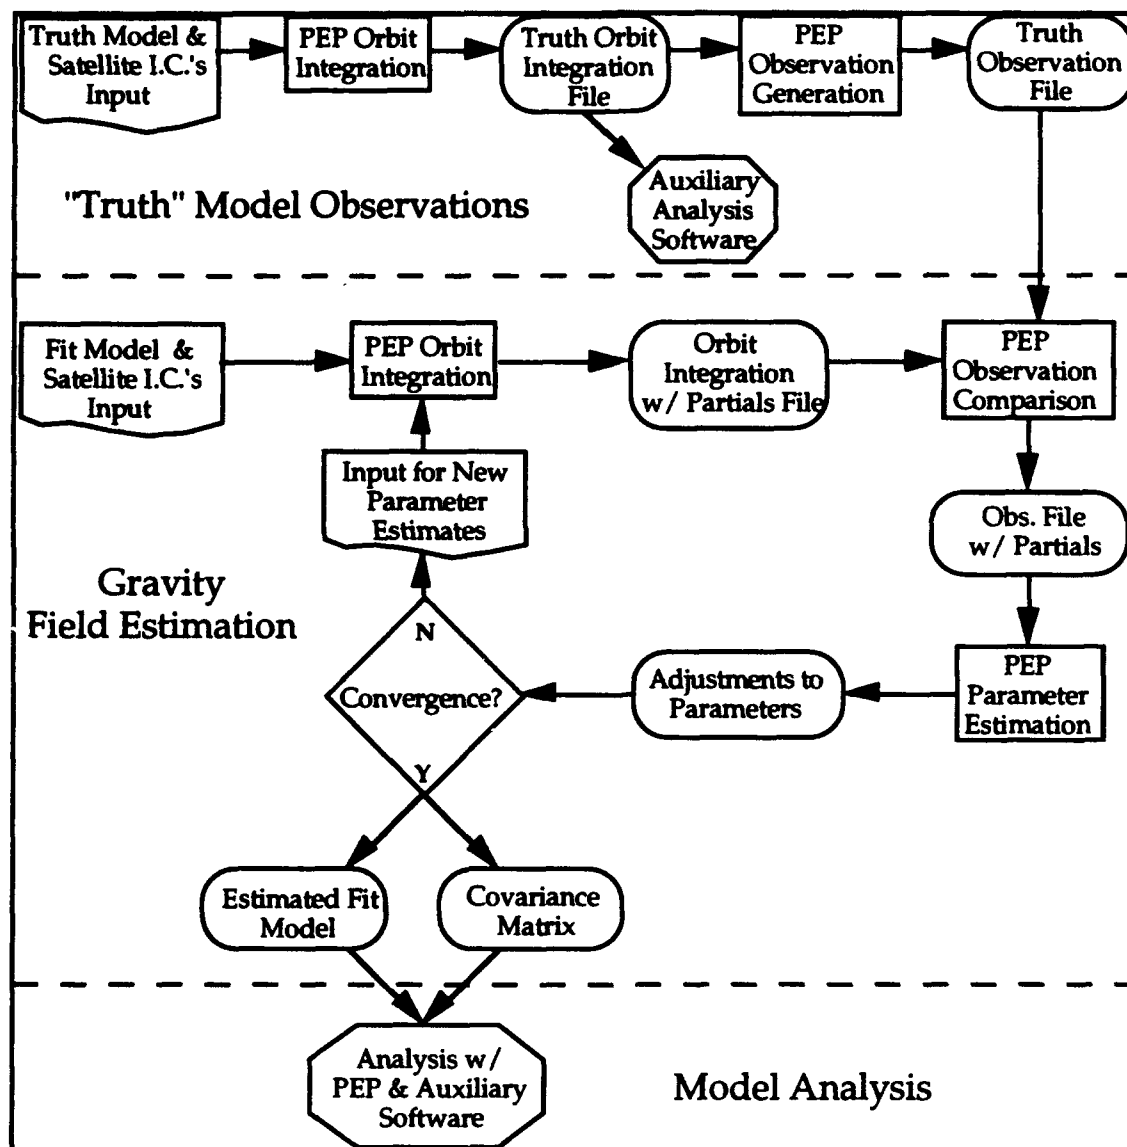 Truth Model &
Satellite I.C.'s
Input
PEP Orbit
Integration
Truth Orbit
Integration
File
PEP
Observation
Generation
Truth
Observation
File
Auxiliary
Analysis
Software
"Truth" Model Observations
Fit Model &
Satellite I.C.'s
Input
PEP Orbit
Integration
Orbit
Integration
w/ Partials File
PEP
Observation
Comparison
Input for New
Parameter
Estimates
Obs. File
w/ Partials
Gravity
Field Estimation
N
Convergence?
Y
Adjustments to
Parameters
PEP
Parameter
Estimation
Estimated Fit
Model
Covariance
Matrix
Analysis w/
PEP & Auxiliary
Software
Model Analysis